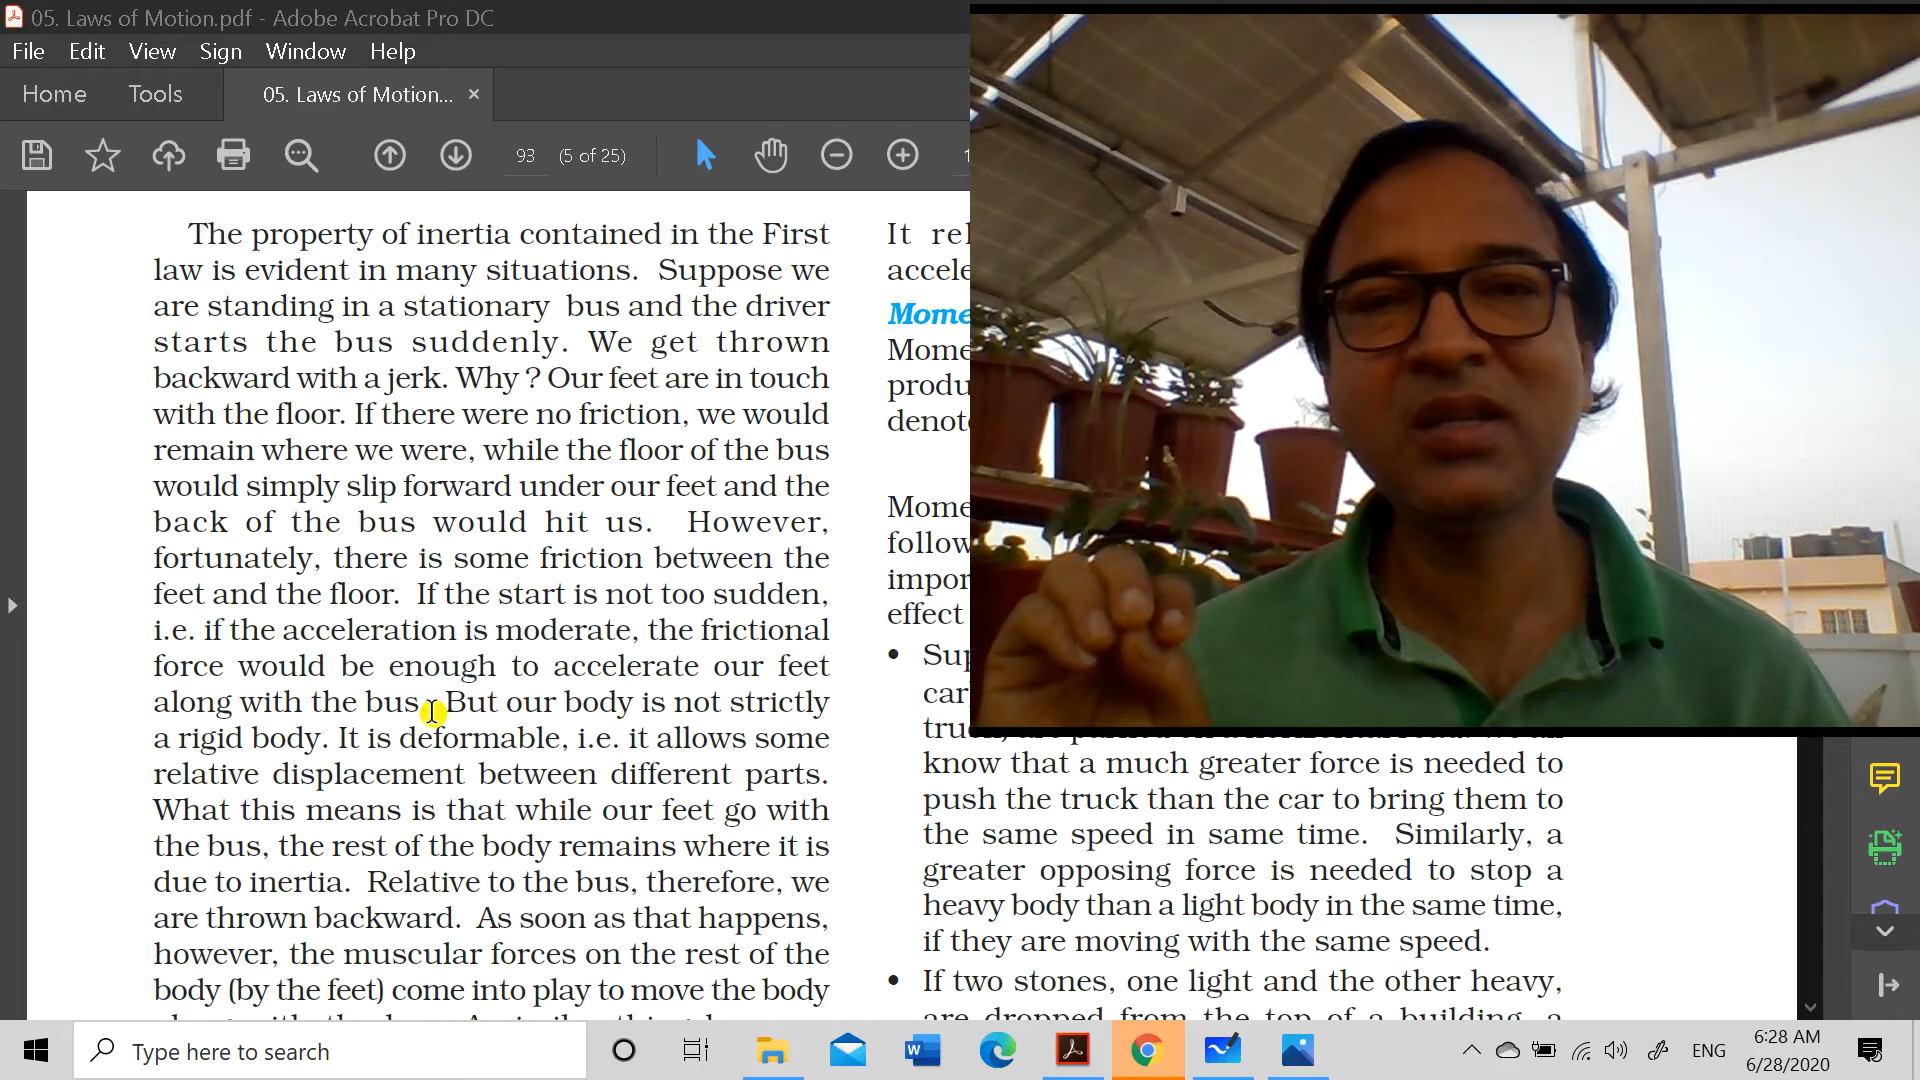 05. Laws of Motion.pdf - Adobe Acrobat Pro DC
File Edit View Sign Window Help
Home Tools 05. Laws of Motion... ×
93 (5 of 25)
The property of inertia contained in the First
law is evident in many situations. Suppose we
are standing in a stationary bus and the driver
starts the bus suddenly. We get thrown
backward with a jerk. Why ? Our feet are in touch
with the floor. If there were no friction, we would
remain where we were, while the floor of the bus
would simply slip forward under our feet and the
back of the bus would hit us. However,
fortunately, there is some friction between the
feet and the floor. If the start is not too sudden,
i.e. if the acceleration is moderate, the frictional
force would be enough to accelerate our feet
along with the bus. But our body is not strictly
a rigid body. It is deformable, i.e. it allows some
relative displacement between different parts.
What this means is that while our feet go with
the bus, the rest of the body remains where it is
due to inertia. Relative to the bus, therefore, we
are thrown backward. As soon as that happens,
however, the muscular forces on the rest of the
body (by the feet) come into play to move the body
It rel
accele
Mome
Mome
produ
denote
Mome
follow
impor
effect
• Sup
car
know that a much greater force is needed to
push the truck than the car to bring them to
the same speed in same time. Similarly, a
greater opposing force is needed to stop a
heavy body than a light body in the same time,
if they are moving with the same speed.
• If two stones, one light and the other heavy,
are dropped from the top of a building, a
Type here to search
ENG
6:28 AM
6/28/2020